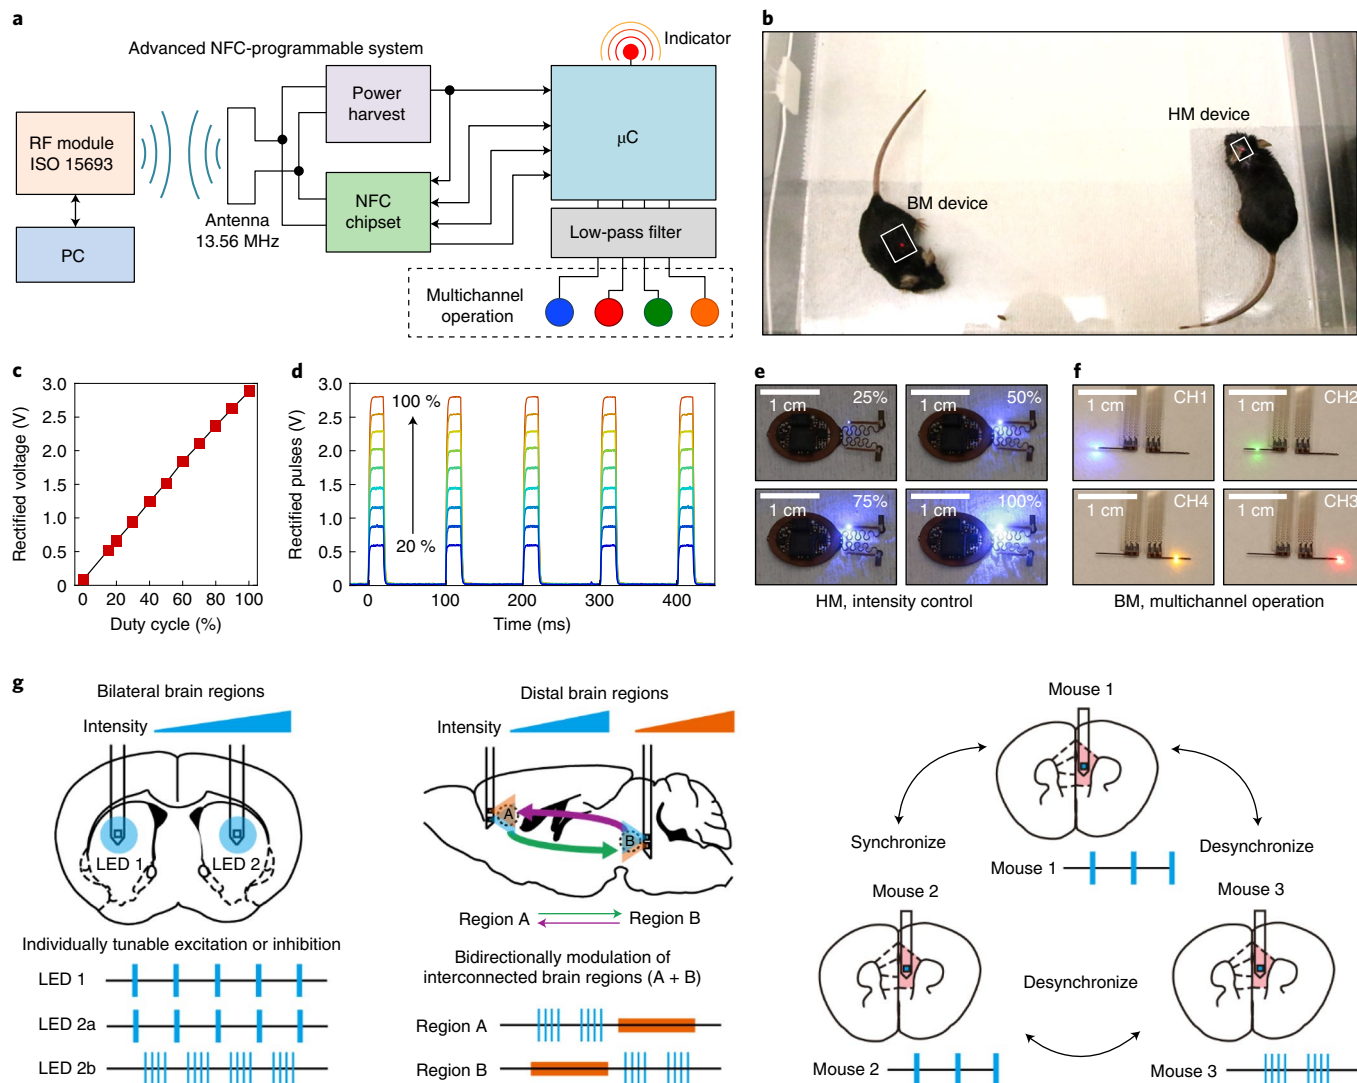 a
Advanced NFC-programmable system
Indicator
RF module
ISO 15693
PC
Antenna
13.56 MHz
Power
harvest
NFC
chipset
µC
Low-pass filter
Multichannel
operation
b
BM device
HM device
c
Rectified voltage (V)
3.0
2.5
2.0
1.5
1.0
0.5
0
0 20 40 60 80 100
Duty cycle (%)
d
Rectified pulses (V)
3.0
2.5
2.0
1.5
1.0
0.5
0
100 %
20 %
0 100 200 300 400
Time (ms)
e
25%
1 cm
50%
1 cm
75%
1 cm
100%
1 cm
HM, intensity control
f
CH1
1 cm
CH2
1 cm
CH4
1 cm
CH3
1 cm
BM, multichannel operation
g
Bilateral brain regions
Intensity
LED 1
LED 2
Individually tunable excitation or inhibition
LED 1
LED 2a
LED 2b
Distal brain regions
Intensity
A
B
Region A
Region B
Bidirectionally modulation of
interconnected brain regions (A + B)
Region A
Region B
Mouse 1
Synchronize
Desynchronize
Mouse 1
Mouse 2
Mouse 3
Desynchronize
Mouse 2
Mouse 3